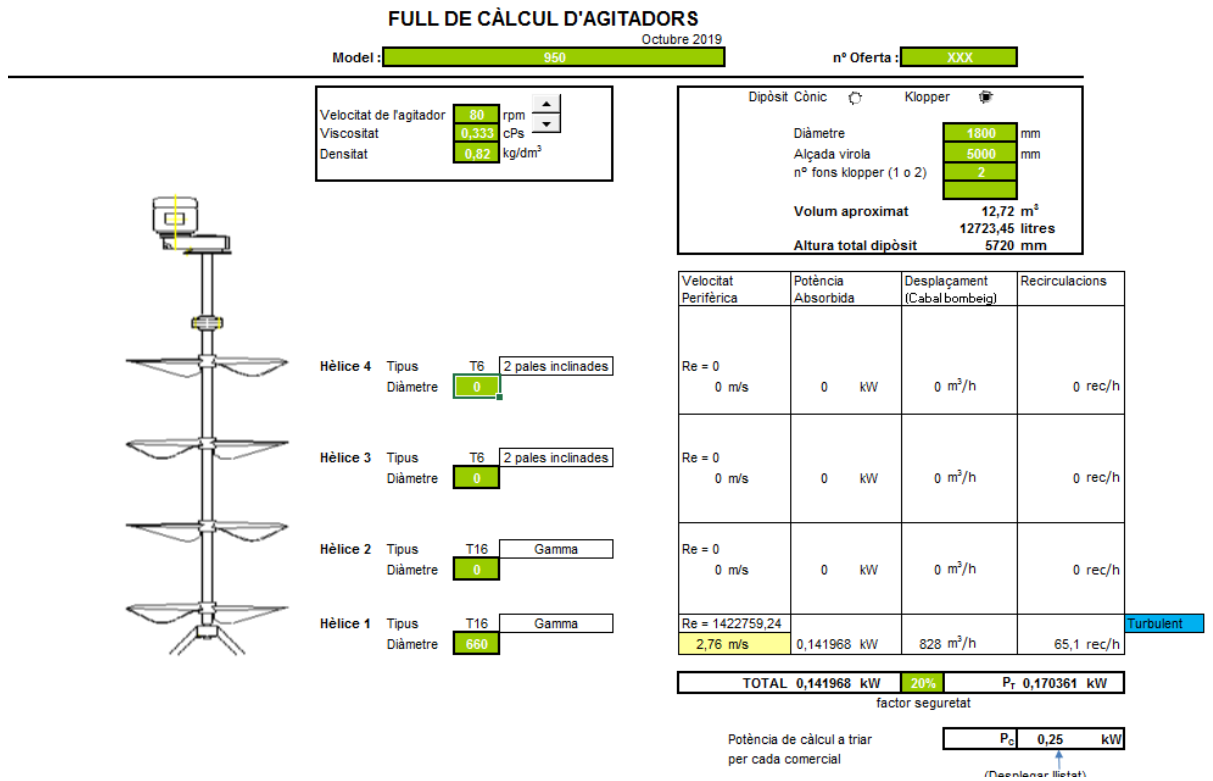 FULL DE CÀLCUL D'AGITADORS
Octubre 2019
Model : 950 nº Oferta : XXX
Velocitat de l'agitador 80 rpm
Viscositat 0,333 cPs
Densitat 0,82 kg/dm³
Dipòsit Cònic Klopper
Diàmetre 1800 mm
Alçada virola 5000 mm
nº fons klopper (1 o 2) 2
Volum aproximat 12,72 m³
12723,45 litres
Altura total dipòsit 5720 mm
Velocitat Perifèrica
Potència Absorbida
Desplaçament (Cabal bombeig)
Recirculacions
Hèlice 4 Tipus T6 2 pales inclinades
Diàmetre 0
Re = 0
0 m/s 0 kW 0 m³/h 0 rec/h
Hèlice 3 Tipus T6 2 pales inclinades
Diàmetre 0
Re = 0
0 m/s 0 kW 0 m³/h 0 rec/h
Hèlice 2 Tipus T16 Gamma
Diàmetre 0
Re = 0
0 m/s 0 kW 0 m³/h 0 rec/h
Hèlice 1 Tipus T16 Gamma
Diàmetre 660
Re = 1422759,24 Turbulent
2,76 m/s 0,141968 kW 828 m³/h 65,1 rec/h
TOTAL 0,141968 kW 20% PT 0,170361 kW
factor seguretat
Potència de càlcul a triar
per cada comercial
Pc 0,25 kW
(Desplegar llistat)